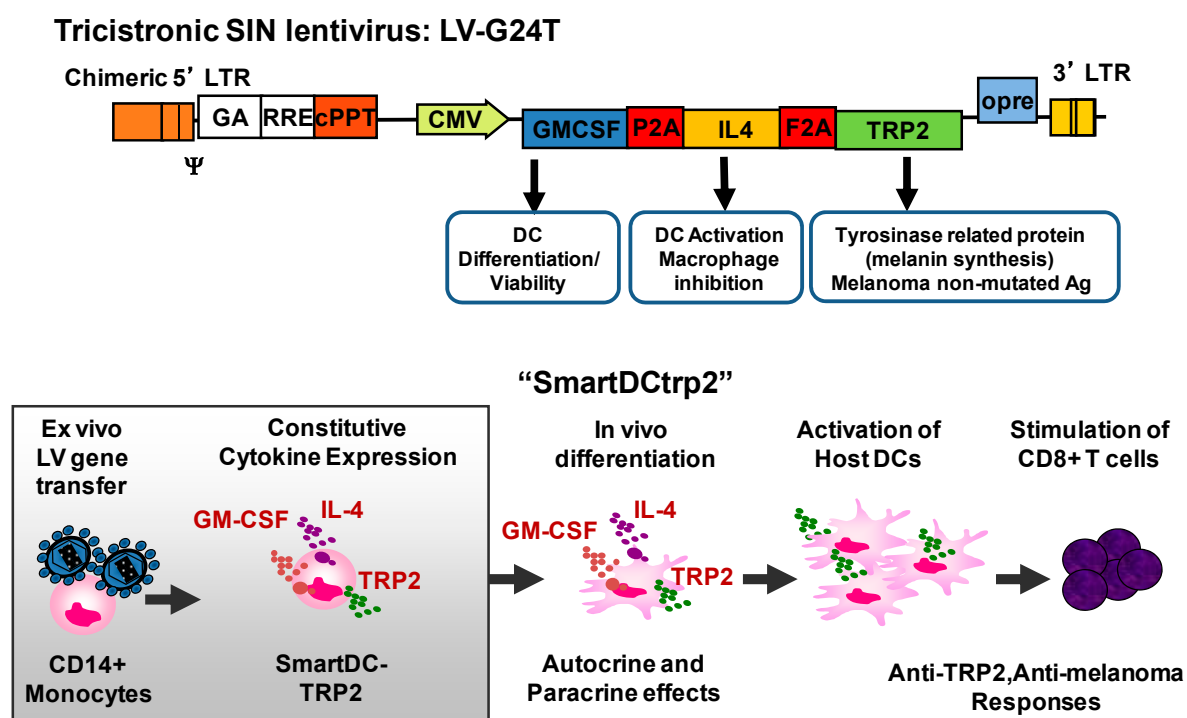 Tricistronic SIN lentivirus: LV-G24T
Chimeric 5' LTR
3' LTR
GA RRE cPPT CMV GMCSF P2A IL4 F2A TRP2 opre
Ψ
DC
Differentiation/
Viability
DC Activation
Macrophage
inhibition
Tyrosinase related protein
(melanin synthesis)
Melanoma non-mutated Ag
“SmartDCtrp2”
Ex vivo
LV gene
transfer
Constitutive
Cytokine Expression
In vivo
differentiation
Activation of
Host DCs
Stimulation of
CD8+ T cells
IL-4
GM-CSF
TRP2
IL-4
GM-CSF
TRP2
CD14+
Monocytes
SmartDC-
TRP2
Autocrine and
Paracrine effects
Anti-TRP2,Anti-melanoma
Responses